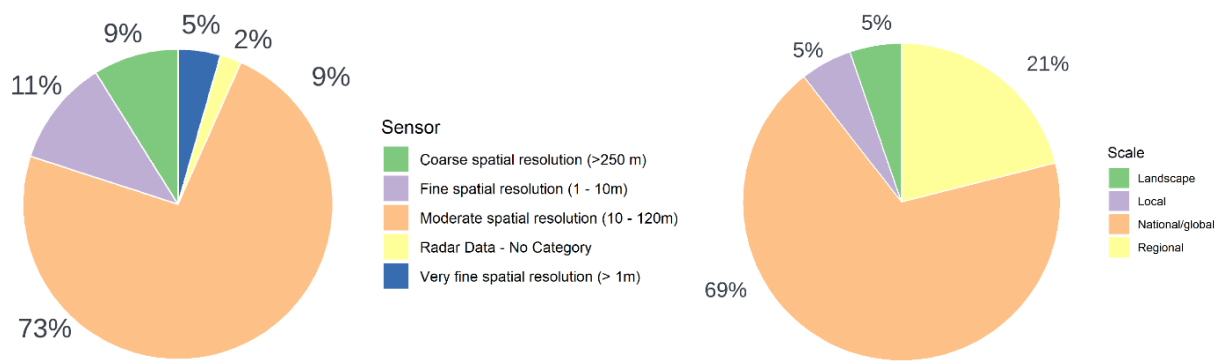 5%
2%
9%
9%
11%
73%
Sensor
Coarse spatial resolution (>250 m)
Fine spatial resolution (1 - 10m)
Moderate spatial resolution (10 - 120m)
Radar Data - No Category
Very fine spatial resolution (> 1m)
5%
5%
21%
69%
Scale
Landscape
Local
National/global
Regional